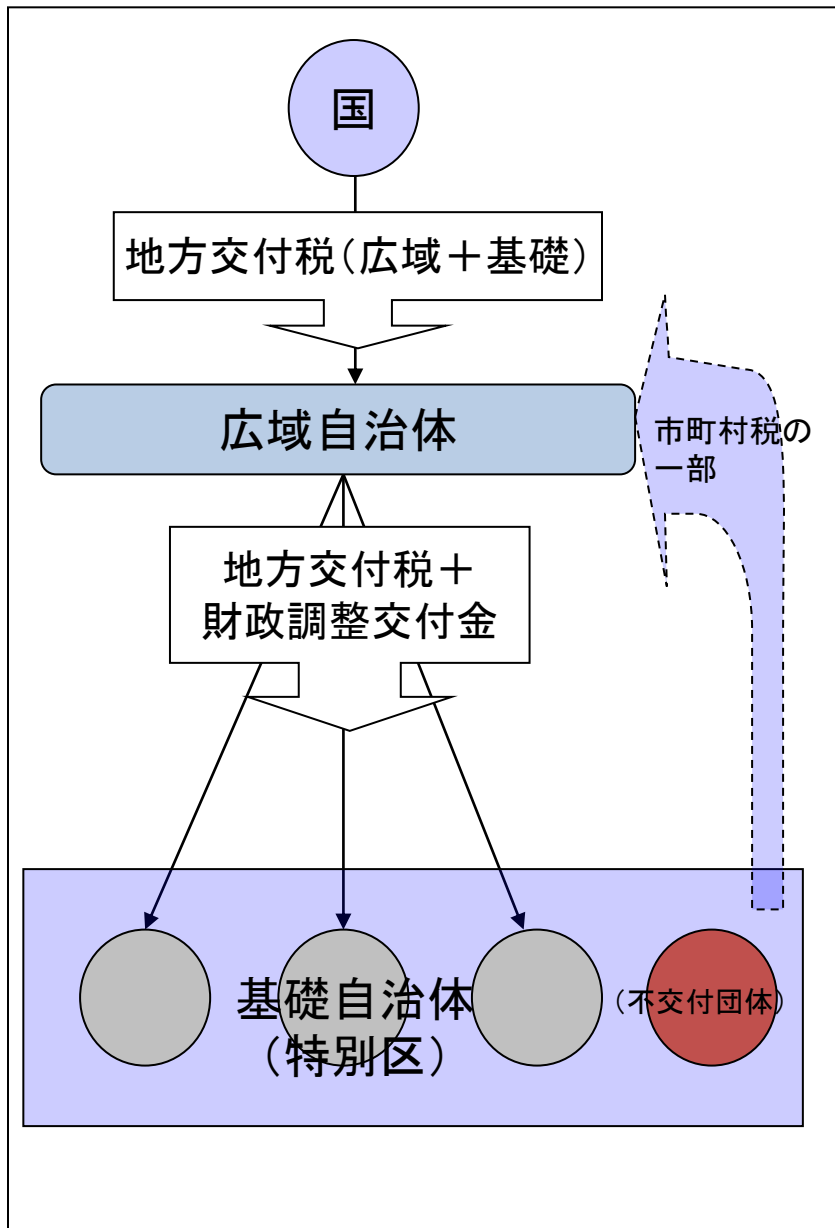 国
地方交付税（広域＋基礎）
広域自治体
市町村税の
一部
地方交付税＋
財政調整交付金
基礎自治体
（特別区）
（不交付団体）